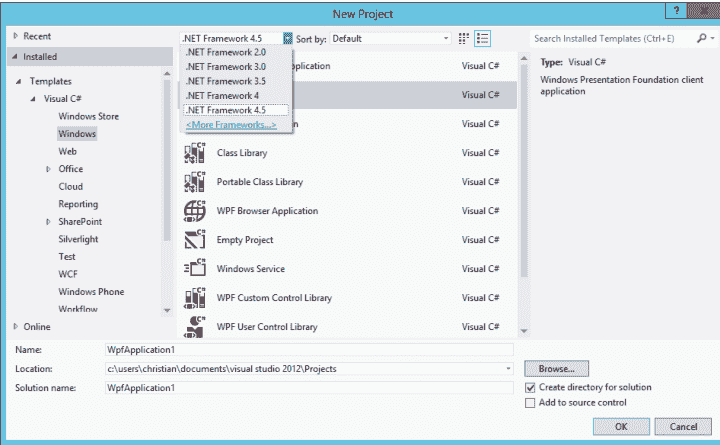 New Project
?
Recent
Installed
Templates
Visual C#
Windows Store
Windows
Web
Office
Cloud
Reporting
SharePoint
Silverlight
Test
WCF
Windows Phone
Workflow
Online
.NET Framework 4.5 Sort by: Default
.NET Framework 2.0
.NET Framework 3.0
.NET Framework 3.5
.NET Framework 4
.NET Framework 4.5
<More Frameworks...>
Visual C#
Visual C#
Visual C#
Class Library Visual C#
Portable Class Library Visual C#
WPF Browser Application Visual C#
Empty Project Visual C#
Windows Service Visual C#
WPF Custom Control Library Visual C#
WPF User Control Library Visual C#
Search Installed Templates (Ctrl+E)
Type: Visual C#
Windows Presentation Foundation client
application
Name: WpfApplication1
Location: c:\users\christian\documents\visual studio 2012\Projects
Browse...
Solution name: WpfApplication1
Create directory for solution
Add to source control
OK Cancel